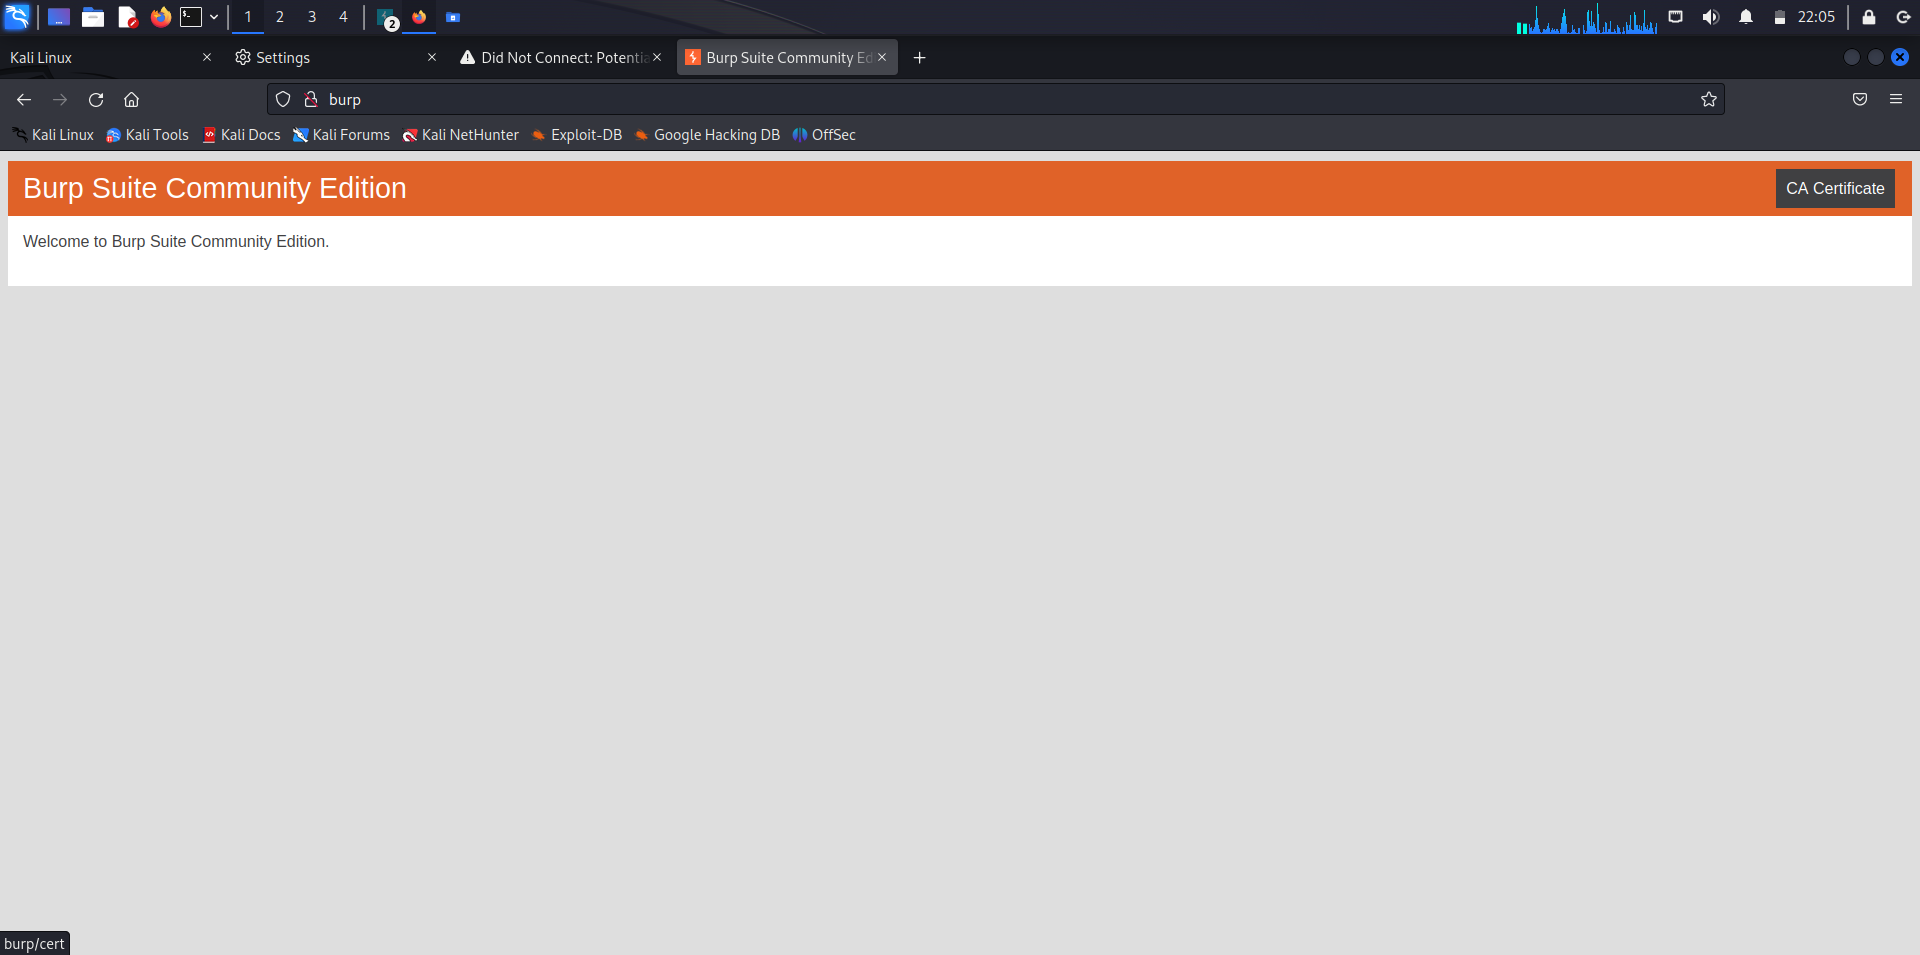 1 2 3 4 2 22:05
Kali Linux Settings Did Not Connect: Potentia Burp Suite Community Ed
burp
Kali Linux Kali Tools Kali Docs Kali Forums Kali NetHunter Exploit-DB Google Hacking DB OffSec
Burp Suite Community Edition CA Certificate
Welcome to Burp Suite Community Edition.
burp/cert